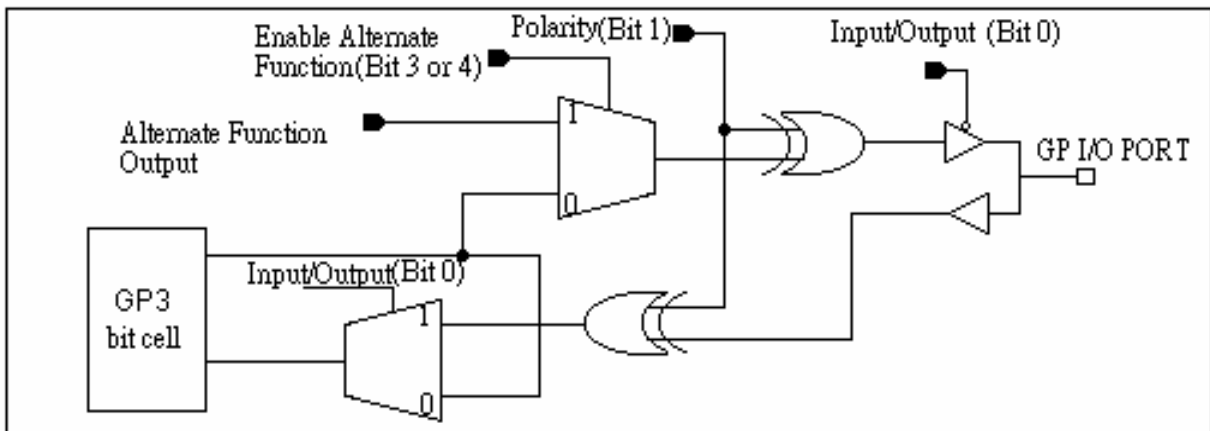 Enable Alternate
Function(Bit 3 or 4)
Polarity(Bit 1)
Input/Output (Bit 0)
Alternate Function
Output
1
0
GP I/O PORT
Input/Output(Bit 0)
GP3
bit cell
1
0